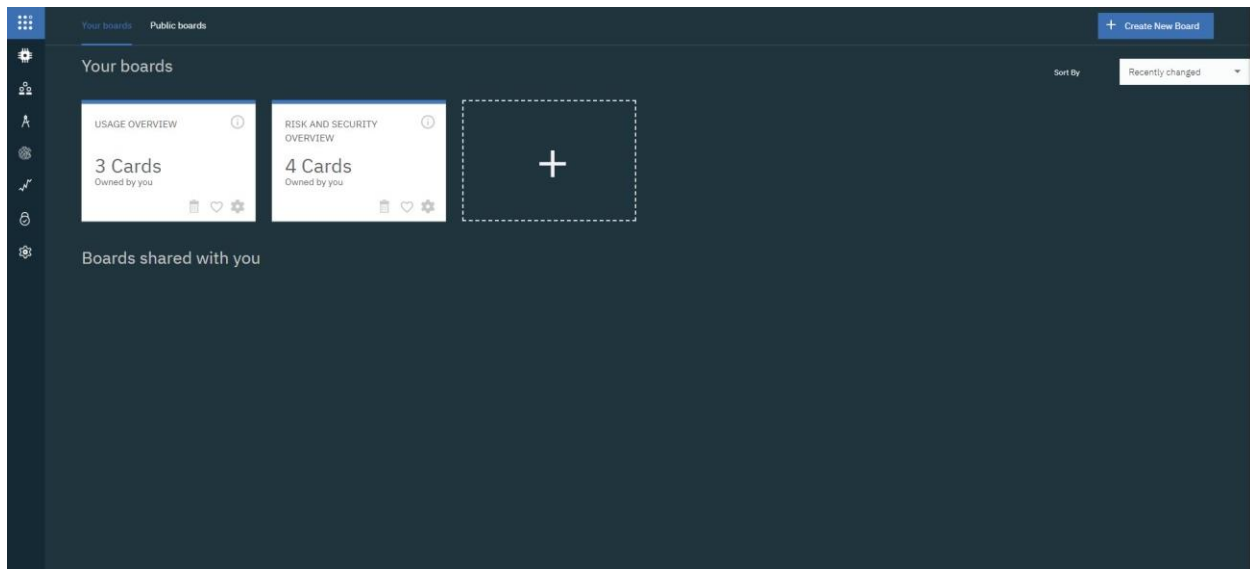 Your boards Public boards
+ Create New Board
Your boards
Sort By Recently changed
USAGE OVERVIEW
3 Cards
Owned by you
RISK AND SECURITY
OVERVIEW
4 Cards
Owned by you
Boards shared with you